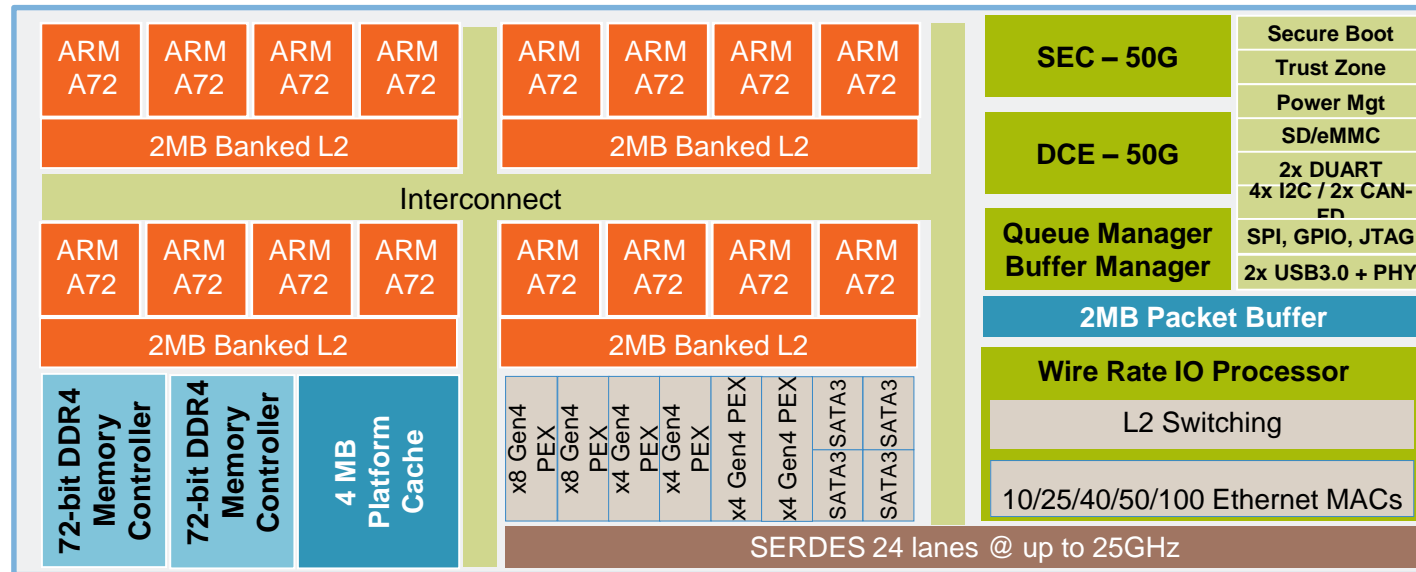 ARM
A72
ARM
A72
ARM
A72
ARM
A72
2MB Banked L2
ARM
A72
ARM
A72
ARM
A72
ARM
A72
2MB Banked L2
Interconnect
ARM
A72
ARM
A72
ARM
A72
ARM
A72
2MB Banked L2
ARM
A72
ARM
A72
ARM
A72
ARM
A72
2MB Banked L2
72-bit DDR4
Memory
Controller
72-bit DDR4
Memory
Controller
4 MB
Platform
Cache
x8 Gen4
PEX
x8 Gen4
PEX
x4 Gen4
PEX
x4 Gen4
PEX
x4 Gen4 PEX
x4 Gen4 PEX
SATA3
SATA3
SATA3
SATA3
SERDES 24 lanes @ up to 25GHz
SEC – 50G
DCE – 50G
Queue Manager
Buffer Manager
Secure Boot
Trust Zone
Power Mgt
SD/eMMC
2x DUART
4x I2C / 2x CAN-
FD
SPI, GPIO, JTAG
2x USB3.0 + PHY
2MB Packet Buffer
Wire Rate IO Processor
L2 Switching
10/25/40/50/100 Ethernet MACs